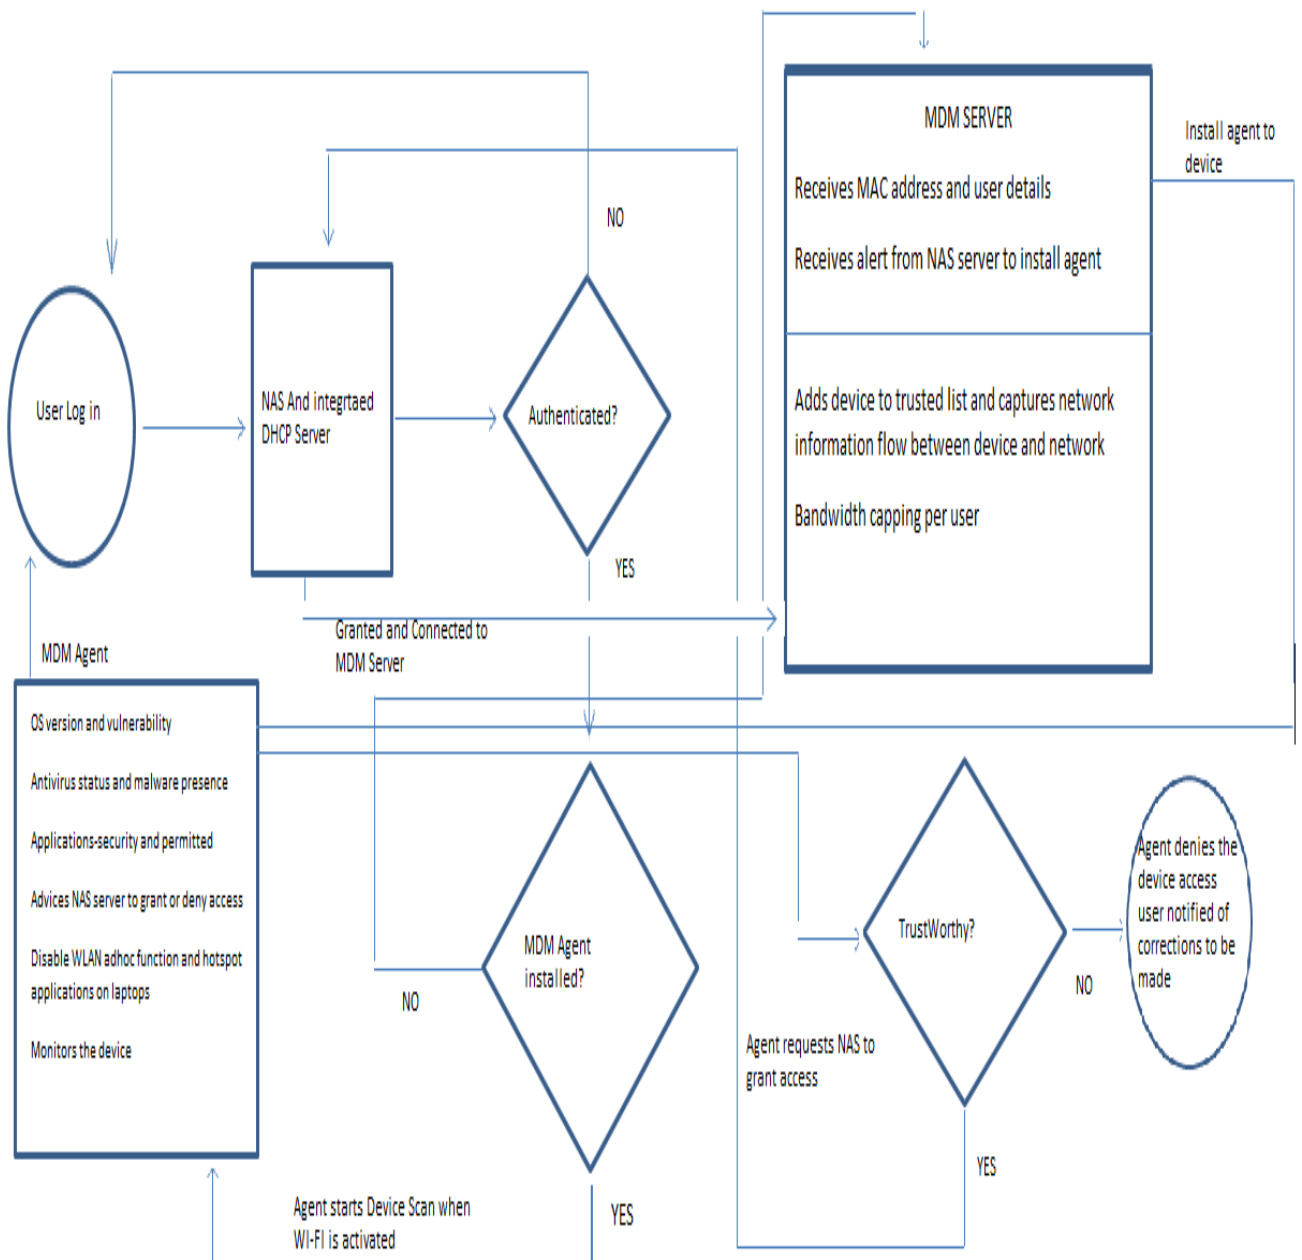 MDM SERVER
Install agent to
device
Receives MAC address and user details
NO
Receives alert from NAS server to install agent
User Log in
NAS And integrtaed
DHCP Server
Authenticated?
Adds device to trusted list and captures network
information flow between device and network
Bandwidth capping per user
YES
Granted and Connected to
MDM Server
MDM Agent
OS version and vulnerability
Antivirus status and malware presence
Applications-security and permitted
Advices NAS server to grant or deny access
Disable WLAN adhoc function and hotspot
applications on laptops
Monitors the device
MDM Agent
installed?
NO
TrustWorthy?
NO
Agent denies the
device access
user notified of
corrections to be
made
Agent requests NAS to
grant access
YES
Agent starts Device Scan when
WI-FI is activated
YES